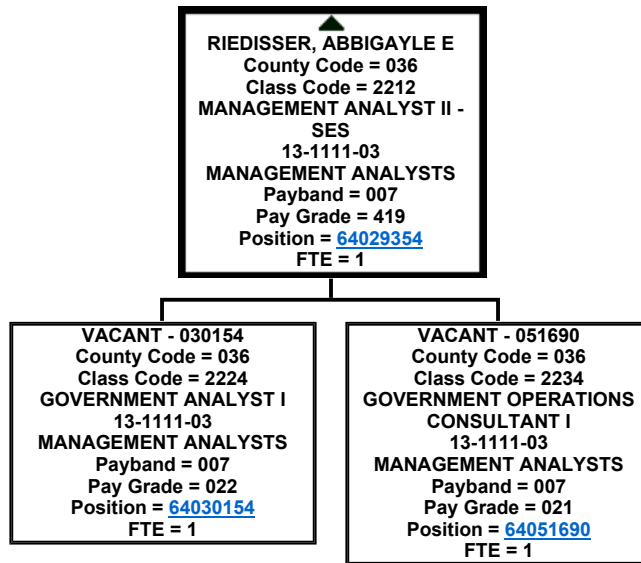 RIEDISSER, ABBIGAYLE E
County Code = 036
Class Code = 2212
MANAGEMENT ANALYST II -
SES
13-1111-03
MANAGEMENT ANALYSTS
Payband = 007
Pay Grade = 419
Position = 64029354
FTE = 1
VACANT - 030154
County Code = 036
Class Code = 2224
GOVERNMENT ANALYST I
13-1111-03
MANAGEMENT ANALYSTS
Payband = 007
Pay Grade = 022
Position = 64030154
FTE = 1
VACANT - 051690
County Code = 036
Class Code = 2234
GOVERNMENT OPERATIONS
CONSULTANT I
13-1111-03
MANAGEMENT ANALYSTS
Payband = 007
Pay Grade = 021
Position = 64051690
FTE = 1